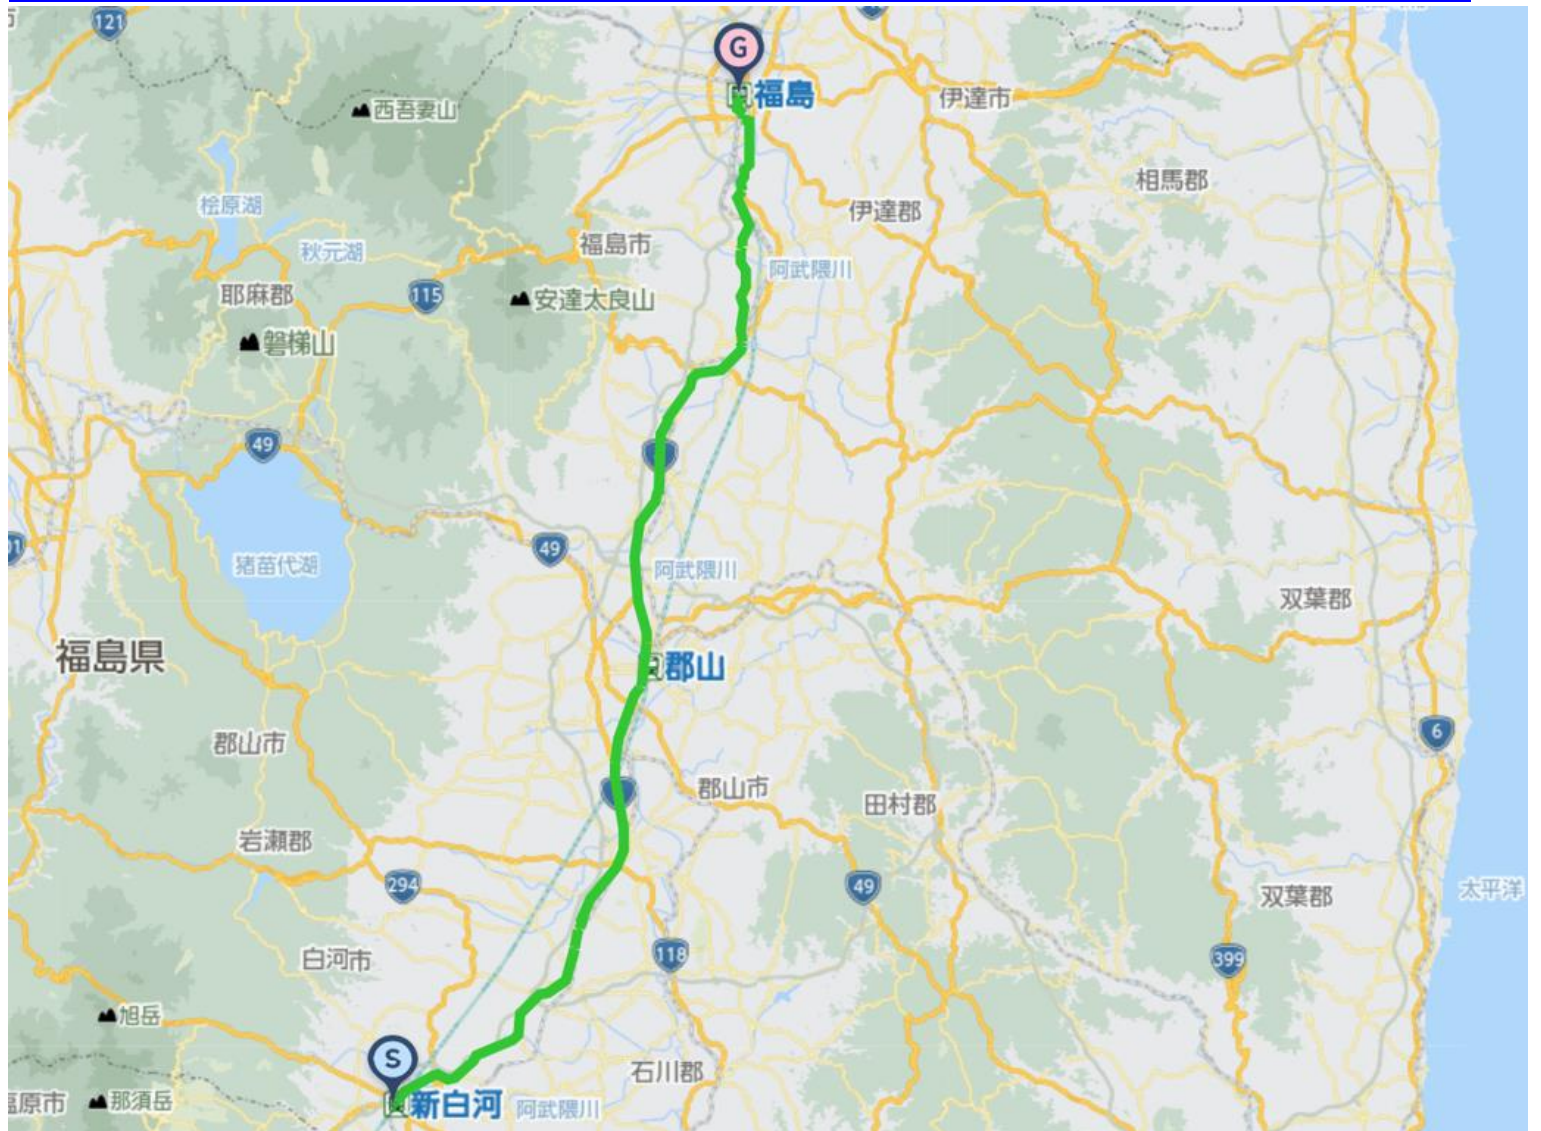 121
G
福島
伊達市
西吾妻山
相馬郡
桧原湖
伊達郡
秋元湖
福島市
阿武隈川
耶麻郡
115
安達太良山
磐梯山
49
49
猪苗代湖
阿武隈川
双葉郡
福島県
郡山
郡山市
6
郡山市
田村郡
岩瀬郡
294
49
双葉郡
太平洋
白河市
118
399
旭岳
S
石川郡
那須岳
新白河
阿武隈川